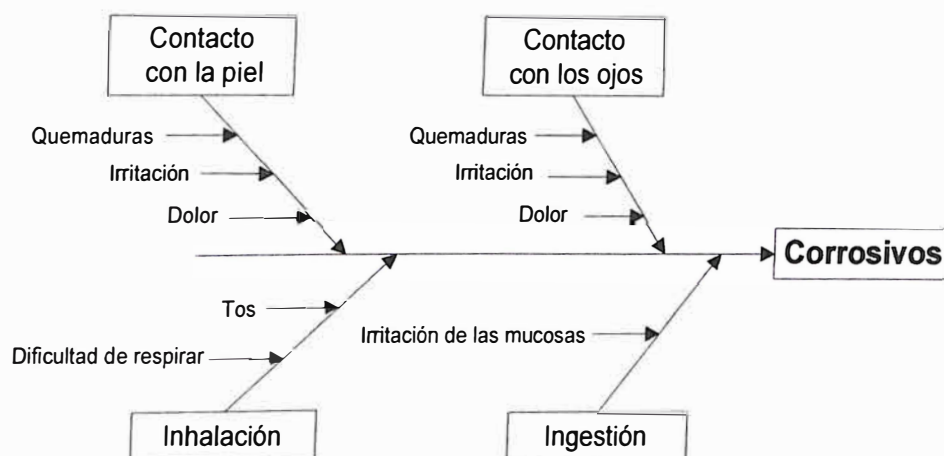 Contacto
con la piel
Contacto
con los ojos
Quemaduras
Irritación
Dolor
Quemaduras
Irritación
Dolor
Corrosivos
Tos
Dificultad de respirar
Irritación de las mucosas
Inhalación
Ingestión